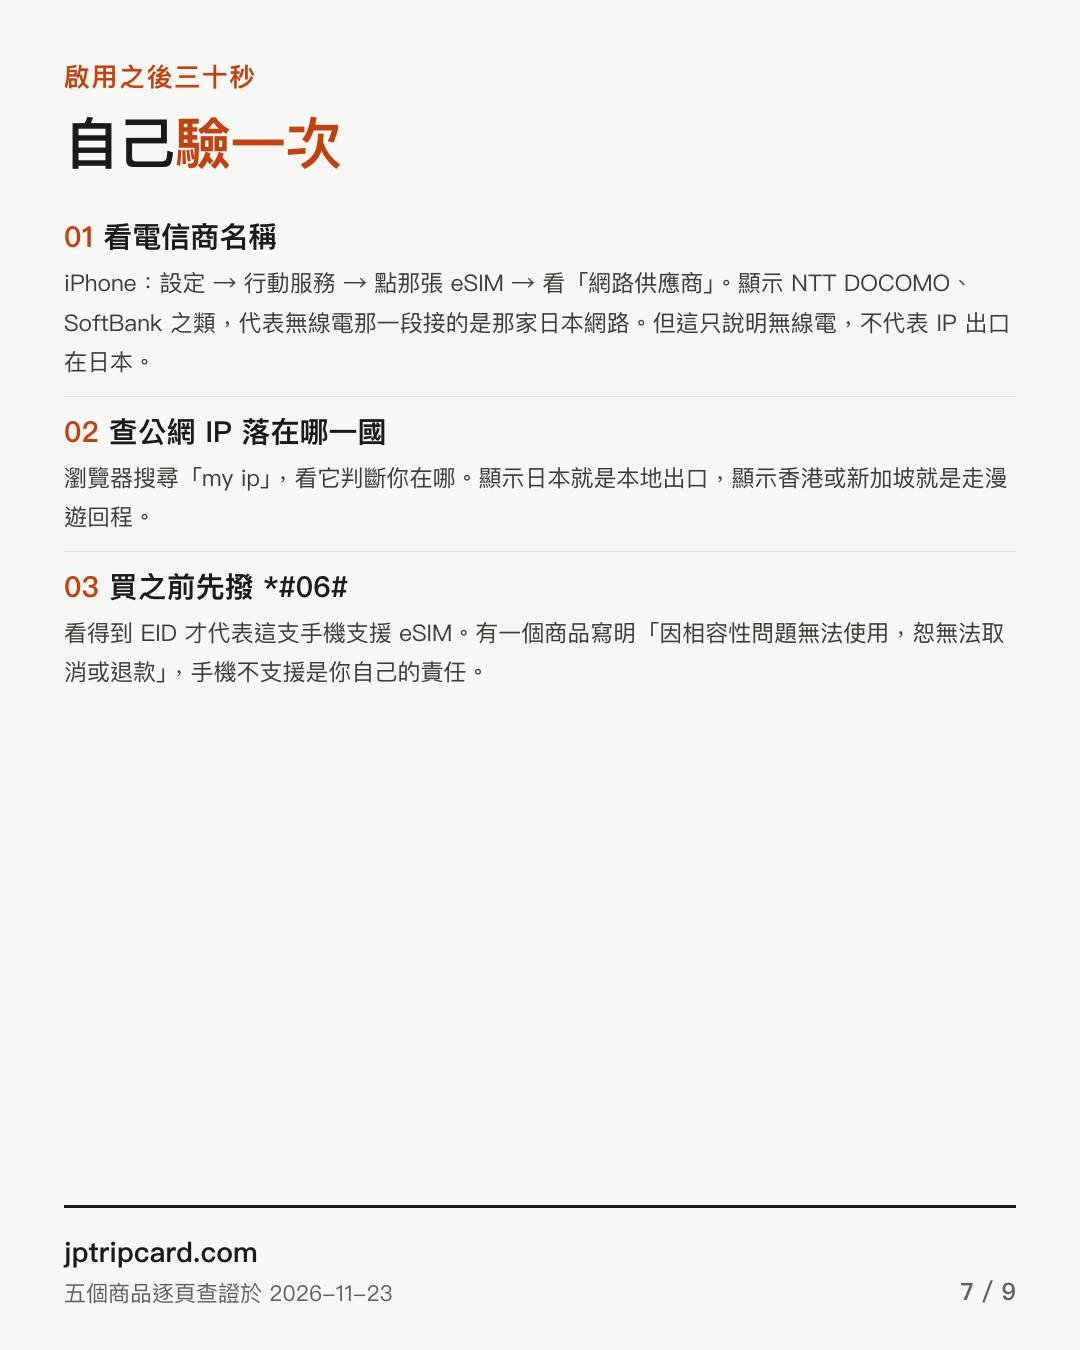 啟用之後三十秒
自己驗一次
01 看電信商名稱
iPhone：設定 → 行動服務 → 點那張 eSIM → 看「網路供應商」。顯示 NTT DOCOMO、
SoftBank 之類，代表無線電那一段接的是那家日本網路。但這只說明無線電，不代表 IP 出口
在日本。
02 查公網 IP 落在哪一國
瀏覽器搜尋「my ip」，看它判斷你在哪。顯示日本就是本地出口，顯示香港或新加坡就是走漫
遊回程。
03 買之前先撥 *#06#
看得到 EID 才代表這支手機支援 eSIM。有一個商品寫明「因相容性問題無法使用，恕無法取
消或退款」，手機不支援是你自己的責任。
jptripcard.com
五個商品逐頁查證於 2026-11-23
7 / 9